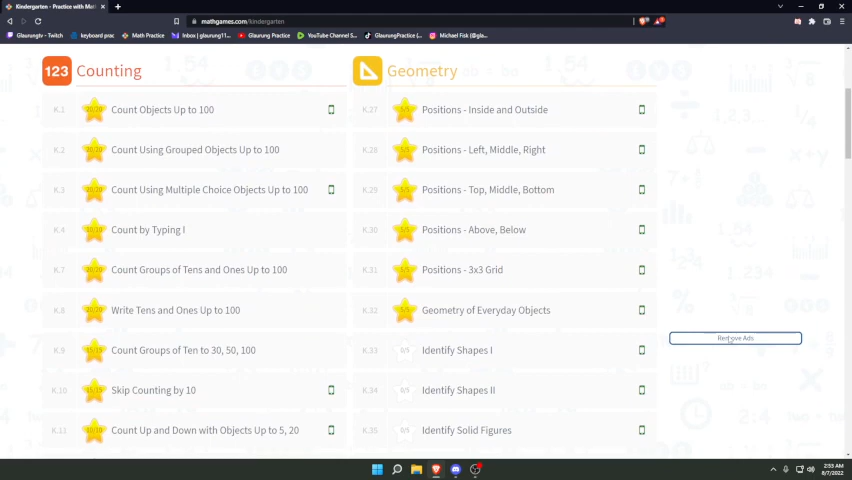 Kindergarten - Practice with Mat
mathgames.com/kindergarten
Glaurungtv - Twitch
keyboard prac
Math Practice
Inbox | glaurung11...
Glaurung Practice
YouTube Channel S...
GlaurungPractice (...
Michael Fisk (@gla...
123 Counting
Geometry
K.1 20/20 Count Objects Up to 100
K.27 5/5 Positions - Inside and Outside
K.2 20/20 Count Using Grouped Objects Up to 100
K.28 5/5 Positions - Left, Middle, Right
K.3 20/20 Count Using Multiple Choice Objects Up to 100
K.29 5/5 Positions - Top, Middle, Bottom
K.4 10/10 Count by Typing I
K.30 5/5 Positions - Above, Below
K.7 20/20 Count Groups of Tens and Ones Up to 100
K.31 5/5 Positions - 3x3 Grid
K.8 20/20 Write Tens and Ones Up to 100
K.32 5/5 Geometry of Everyday Objects
Remove Ads
K.9 15/15 Count Groups of Ten to 30, 50, 100
K.33 0/5 Identify Shapes I
K.10 15/15 Skip Counting by 10
K.34 0/5 Identify Shapes II
K.11 10/10 Count Up and Down with Objects Up to 5, 20
K.35 0/5 Identify Solid Figures
2:55 AM
8/7/2022